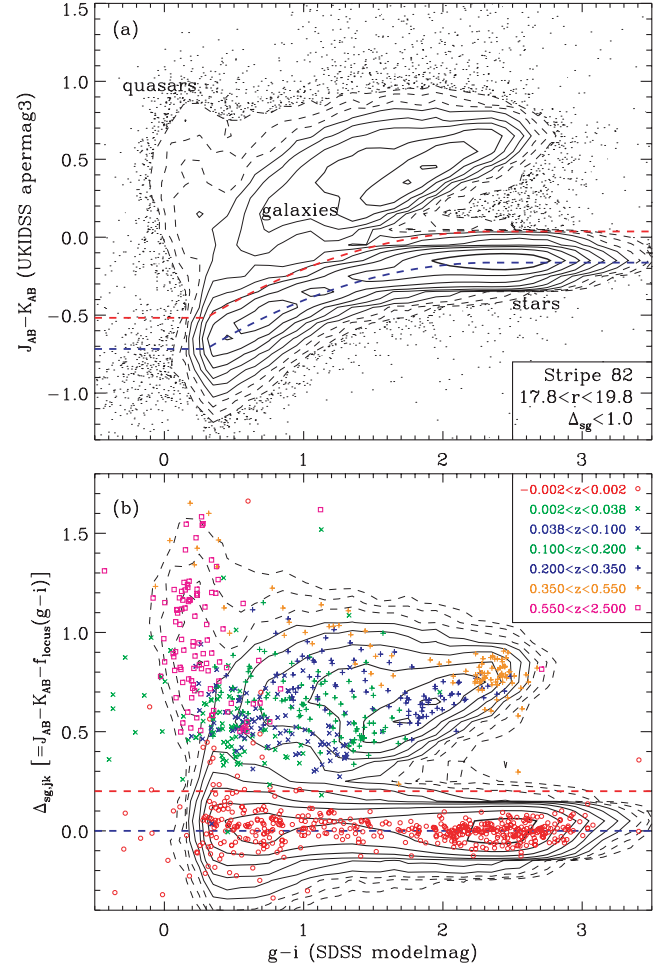 (a)
quasars
galaxies
stars
Stripe 82
17.8<r<19.8
Δsg<1.0
1.5
1.0
0.5
0.0
−0.5
−1.0
J_AB−K_AB (UKIDSS apermag3)
0 1 2 3
(b)
−0.002<z<0.002
0.002<z<0.038
0.038<z<0.100
0.100<z<0.200
0.200<z<0.350
0.350<z<0.550
0.550<z<2.500
1.5
1.0
0.5
0.0
Δsg,jk [=J_AB−K_AB−f_locus(g−i)]
0 1 2 3
g−i (SDSS modelmag)